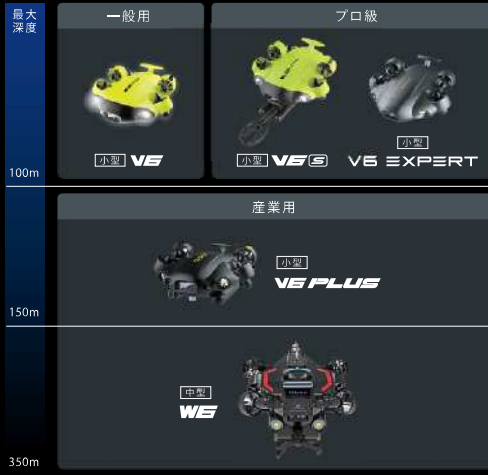 最大
深度
一般用
プロ級
小型 V6
小型 V6 S
小型
V6 EXPERT
100m
産業用
小型
V6 PLUS
150m
中型
W6
350m